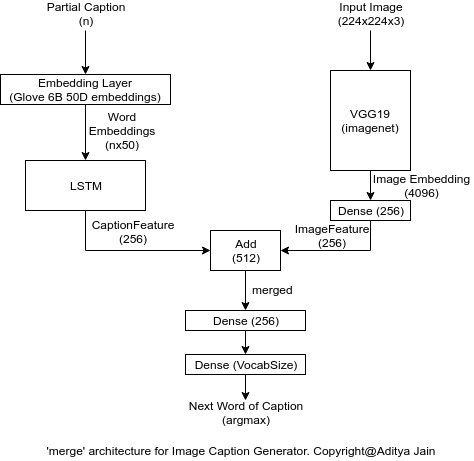 Partial Caption
(n)
Input Image
(224x224x3)
Embedding Layer
(Glove 6B 50D embeddings)
VGG19
(imagenet)
Word
Embeddings
(nx50)
LSTM
Image Embedding
(4096)
Dense (256)
CaptionFeature
(256)
ImageFeature
(256)
Add
(512)
merged
Dense (256)
Dense (VocabSize)
Next Word of Caption
(argmax)
'merge' architecture for Image Caption Generator. Copyright@Aditya Jain